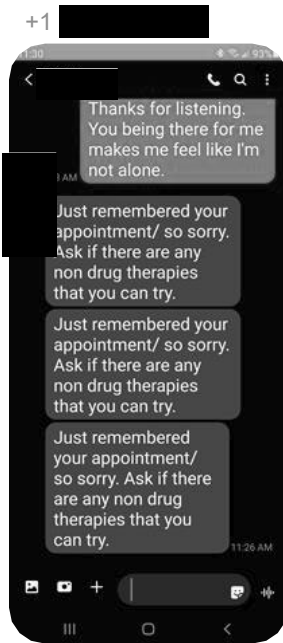 +1
11:30
93%
Thanks for listening.
You being there for me
makes me feel like I'm
not alone.
AM
Just remembered your
appointment/ so sorry.
Ask if there are any
non drug therapies
that you can try.
Just remembered your
appointment/ so sorry.
Ask if there are any
non drug therapies
that you can try.
Just remembered
your appointment/
so sorry. Ask if there
are any non drug
therapies that you
can try.
11:26 AM